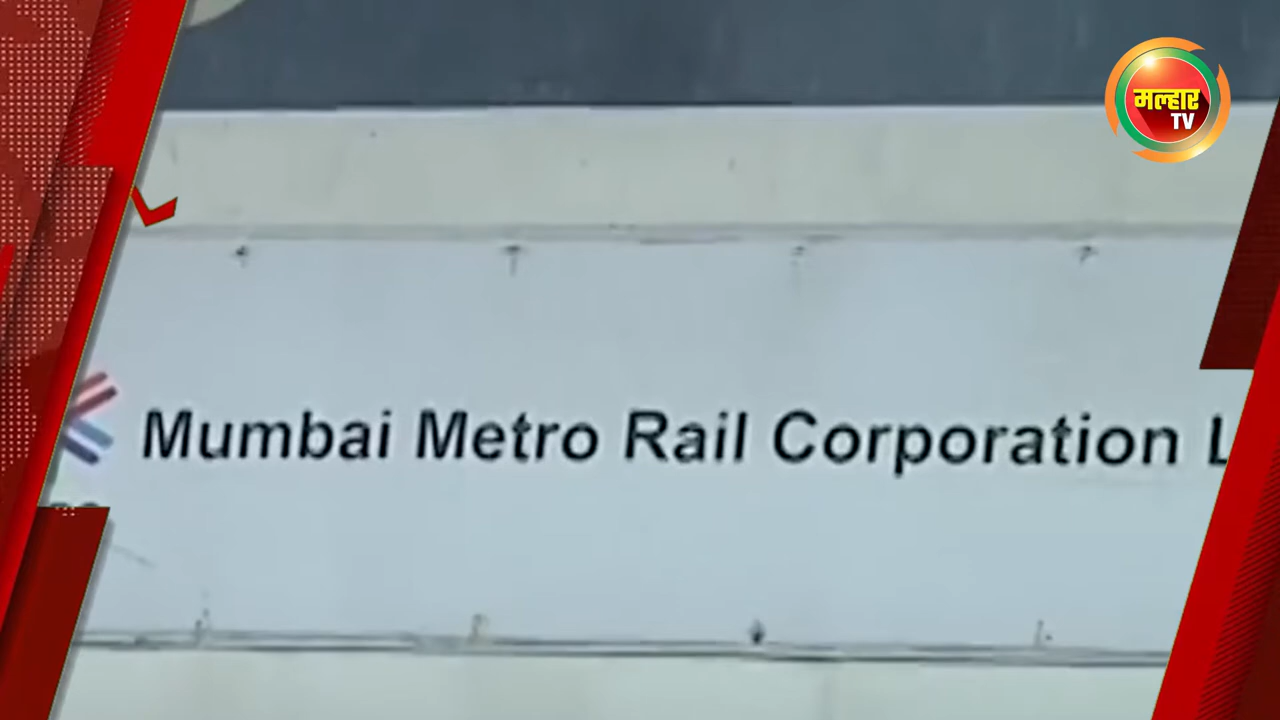 मल्हार
TV
Mumbai Metro Rail Corporation L